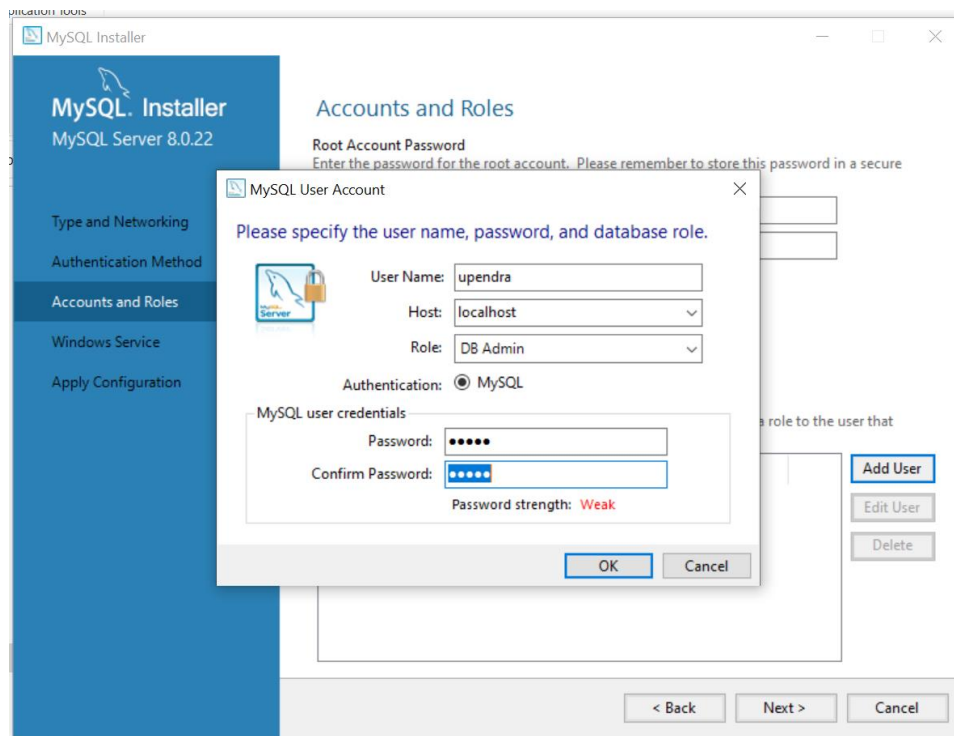 plication Tools
MySQL Installer
MySQL. Installer
MySQL Server 8.0.22
Type and Networking
Authentication Method
Accounts and Roles
Windows Service
Apply Configuration
Accounts and Roles
Root Account Password
Enter the password for the root account. Please remember to store this password in a secure
MySQL User Account
Please specify the user name, password, and database role.
MySQL
Server
User Name: upendra
Host: localhost
Role: DB Admin
Authentication: MySQL
MySQL user credentials
Password: •••••
Confirm Password: •••••
Password strength: Weak
OK Cancel
a role to the user that
Add User
Edit User
Delete
< Back Next > Cancel